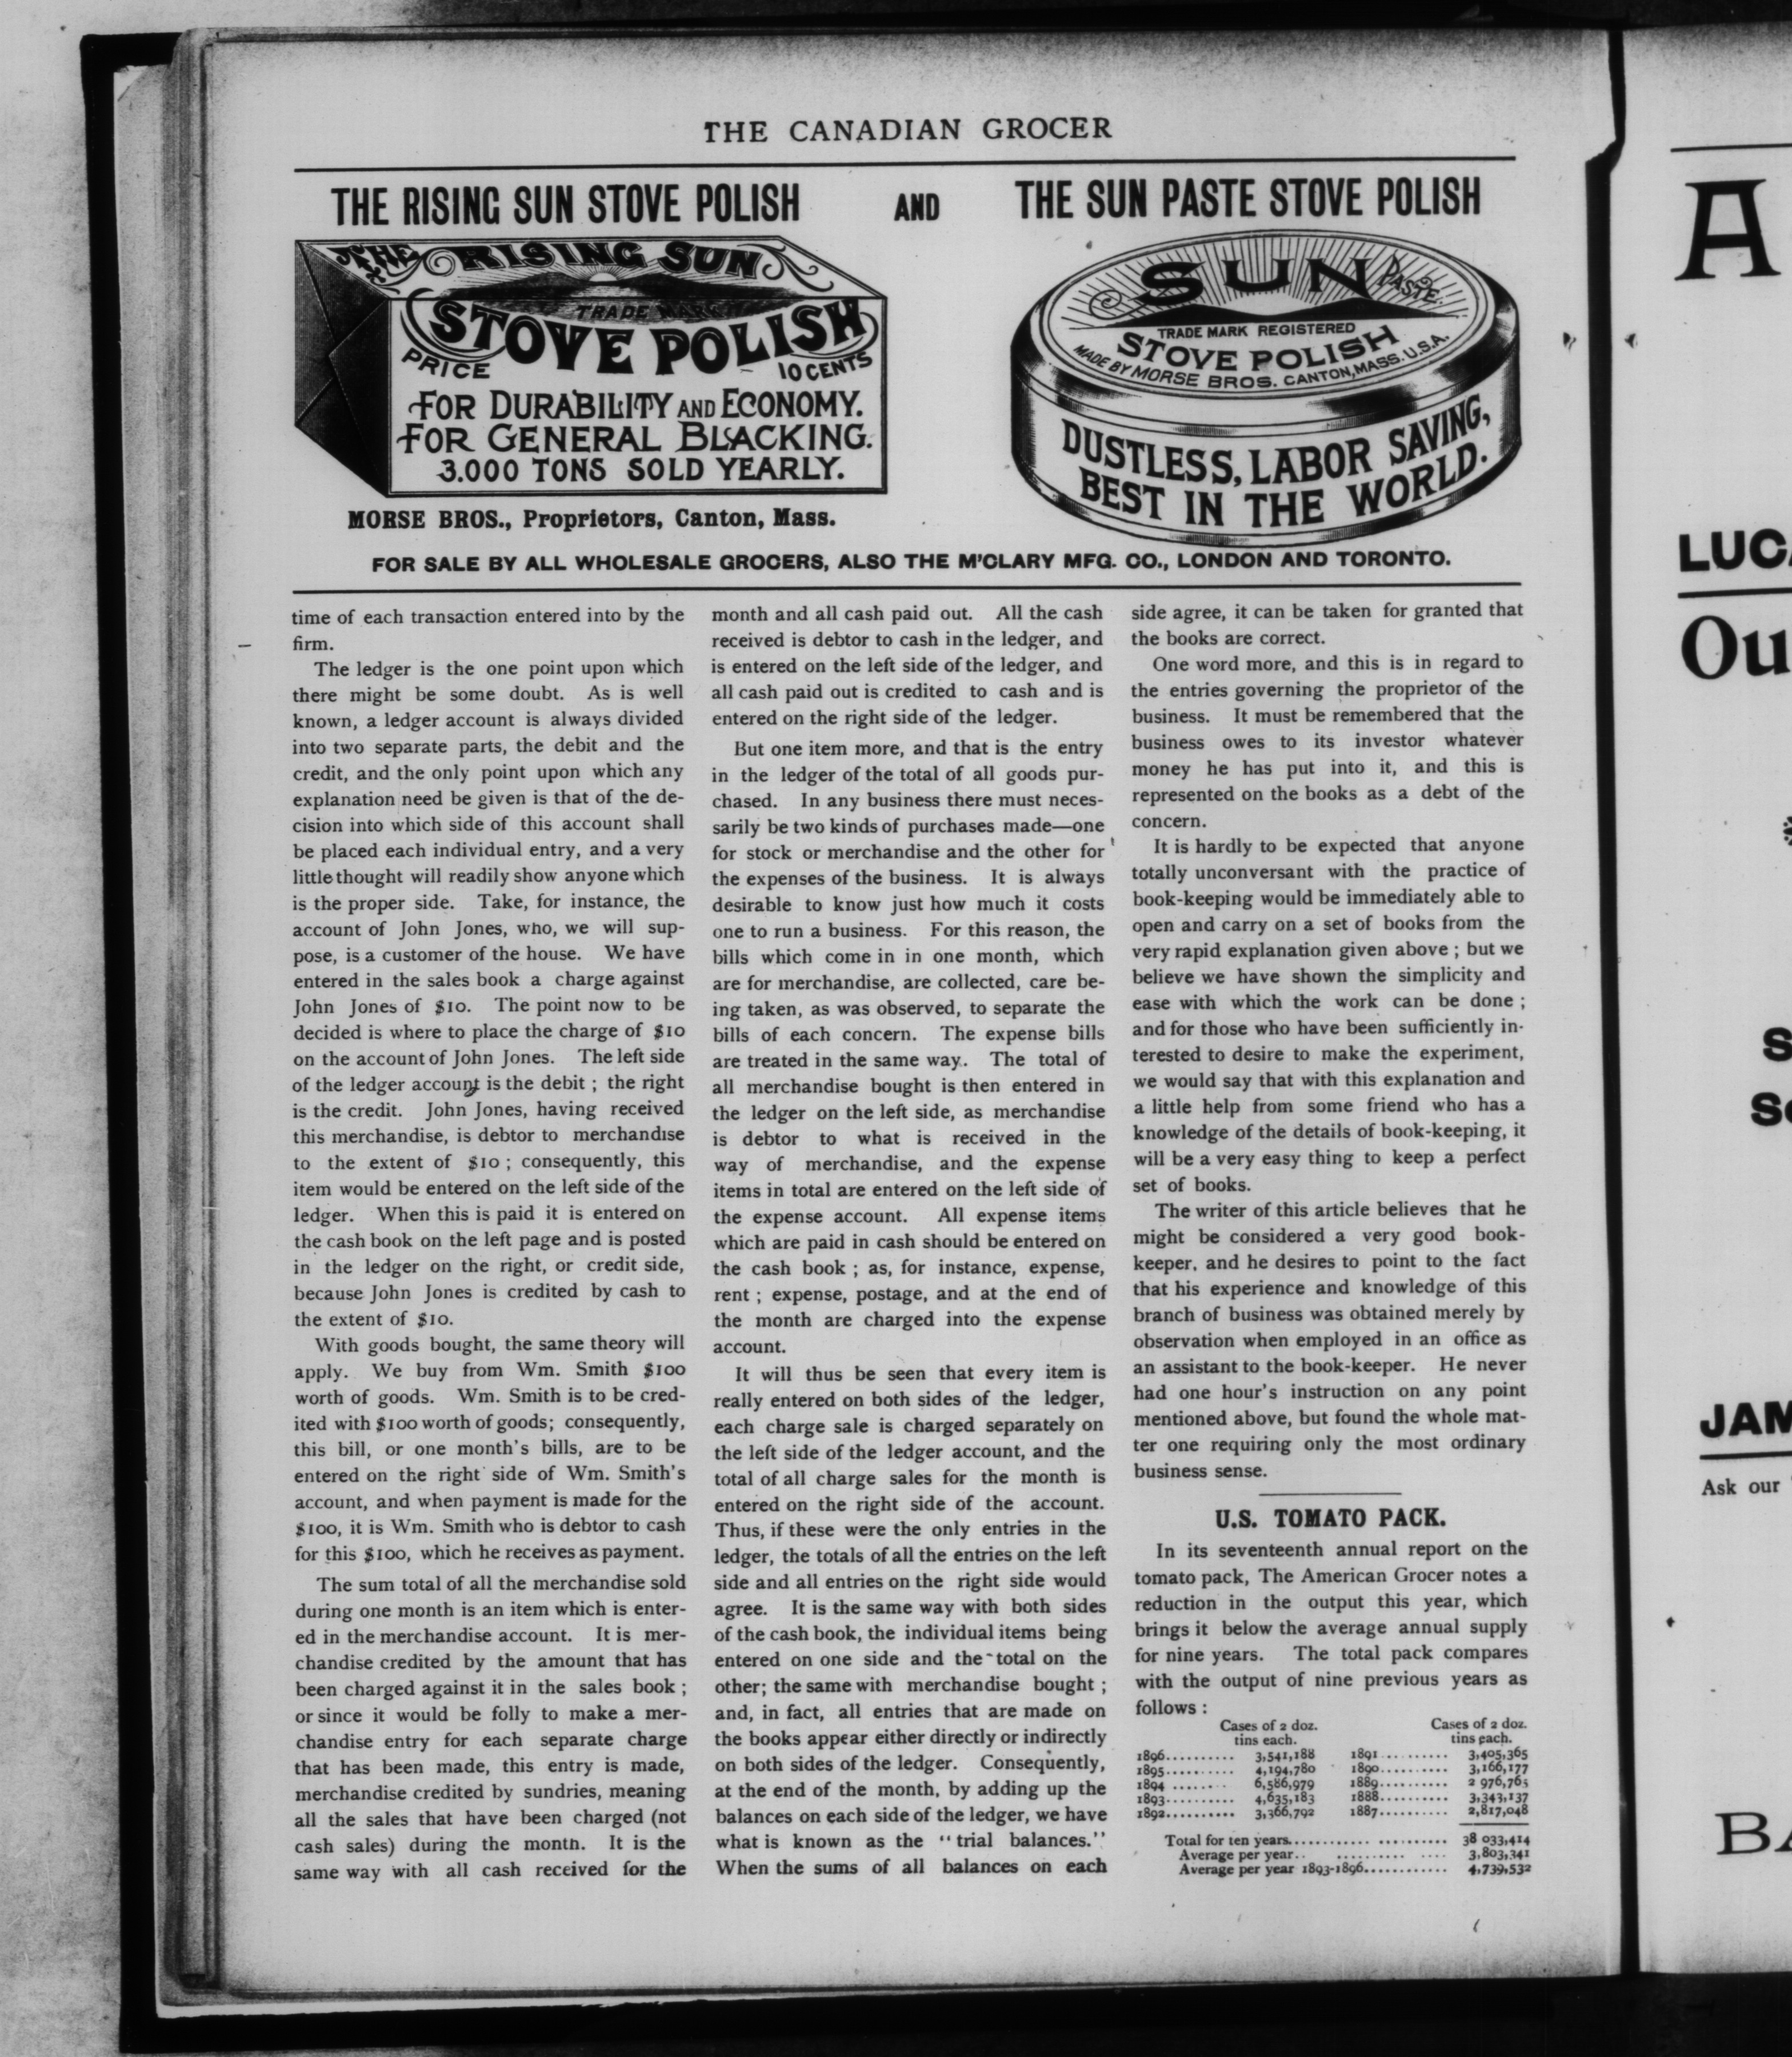 THE CANADIAN GROCER
THE RISING SUN STOVE POLISH AND THE SUN PASTE STOVE POLISH
THE RISING SUN
TRADE MARK
STOVE POLISH
PRICE 10 CENTS
FOR DURABILITY AND ECONOMY.
FOR GENERAL BLACKING.
3.000 TONS SOLD YEARLY.
MORSE BROS., Proprietors, Canton, Mass.
SUN PASTE
TRADE MARK REGISTERED
STOVE POLISH
MADE BY MORSE BROS. CANTON, MASS. U.S.A.
DUSTLESS, LABOR SAVING,
BEST IN THE WORLD.
FOR SALE BY ALL WHOLESALE GROCERS, ALSO THE M'CLARY MFG. CO., LONDON AND TORONTO.
time of each transaction entered into by the
firm.
The ledger is the one point upon which
there might be some doubt. As is well
known, a ledger account is always divided
into two separate parts, the debit and the
credit, and the only point upon which any
explanation need be given is that of the de-
cision into which side of this account shall
be placed each individual entry, and a very
little thought will readily show anyone which
is the proper side. Take, for instance, the
account of John Jones, who, we will sup-
pose, is a customer of the house. We have
entered in the sales book a charge against
John Jones of $10. The point now to be
decided is where to place the charge of $10
on the account of John Jones. The left side
of the ledger account is the debit ; the right
is the credit. John Jones, having received
this merchandise, is debtor to merchandise
to the extent of $10 ; consequently, this
item would be entered on the left side of the
ledger. When this is paid it is entered on
the cash book on the left page and is posted
in the ledger on the right, or credit side,
because John Jones is credited by cash to
the extent of $10.
With goods bought, the same theory will
apply. We buy from Wm. Smith $100
worth of goods. Wm. Smith is to be cred-
ited with $100 worth of goods; consequently,
this bill, or one month's bills, are to be
entered on the right side of Wm. Smith's
account, and when payment is made for the
$100, it is Wm. Smith who is debtor to cash
for this $100, which he receives as payment.
The sum total of all the merchandise sold
during one month is an item which is enter-
ed in the merchandise account. It is mer-
chandise credited by the amount that has
been charged against it in the sales book ;
or since it would be folly to make a mer-
chandise entry for each separate charge
that has been made, this entry is made,
merchandise credited by sundries, meaning
all the sales that have been charged (not
cash sales) during the month. It is the
same way with all cash received for the
month and all cash paid out. All the cash
received is debtor to cash in the ledger, and
is entered on the left side of the ledger, and
all cash paid out is credited to cash and is
entered on the right side of the ledger.
But one item more, and that is the entry
in the ledger of the total of all goods pur-
chased. In any business there must neces-
sarily be two kinds of purchases made—one
for stock or merchandise and the other for
the expenses of the business. It is always
desirable to know just how much it costs
one to run a business. For this reason, the
bills which come in in one month, which
are for merchandise, are collected, care be-
ing taken, as was observed, to separate the
bills of each concern. The expense bills
are treated in the same way. The total of
all merchandise bought is then entered in
the ledger on the left side, as merchandise
is debtor to what is received in the
way of merchandise, and the expense
items in total are entered on the left side of
the expense account. All expense items
which are paid in cash should be entered on
the cash book ; as, for instance, expense,
rent ; expense, postage, and at the end of
the month are charged into the expense
account.
It will thus be seen that every item is
really entered on both sides of the ledger,
each charge sale is charged separately on
the left side of the ledger account, and the
total of all charge sales for the month is
entered on the right side of the account.
Thus, if these were the only entries in the
ledger, the totals of all the entries on the left
side and all entries on the right side would
agree. It is the same way with both sides
of the cash book, the individual items being
entered on one side and the total on the
other; the same with merchandise bought ;
and, in fact, all entries that are made on
the books appear either directly or indirectly
on both sides of the ledger. Consequently,
at the end of the month, by adding up the
balances on each side of the ledger, we have
what is known as the "trial balances."
When the sums of all balances on each
side agree, it can be taken for granted that
the books are correct.
One word more, and this is in regard to
the entries governing the proprietor of the
business. It must be remembered that the
business owes to its investor whatever
money he has put into it, and this is
represented on the books as a debt of the
concern.
It is hardly to be expected that anyone
totally unconversant with the practice of
book-keeping would be immediately able to
open and carry on a set of books from the
very rapid explanation given above ; but we
believe we have shown the simplicity and
ease with which the work can be done ;
and for those who have been sufficiently in-
terested to desire to make the experiment,
we would say that with this explanation and
a little help from some friend who has a
knowledge of the details of book-keeping, it
will be a very easy thing to keep a perfect
set of books.
The writer of this article believes that he
might be considered a very good book-
keeper, and he desires to point to the fact
that his experience and knowledge of this
branch of business was obtained merely by
observation when employed in an office as
an assistant to the book-keeper. He never
had one hour's instruction on any point
mentioned above, but found the whole mat-
ter one requiring only the most ordinary
business sense.
U.S. TOMATO PACK.
In its seventeenth annual report on the
tomato pack, The American Grocer notes a
reduction in the output this year, which
brings it below the average annual supply
for nine years. The total pack compares
with the output of nine previous years as
follows :
Cases of 2 doz. Cases of 2 doz.
tins each. tins each.
1896.......... 3,541,188 1891.......... 3,405,365
1895.......... 4,194,780 1890.......... 3,166,177
1894 ........ 6,586,979 1889.......... 2 976,765
1893.......... 4,635,183 1888.......... 3,343,137
1892.......... 3,366,792 1887.......... 2,817,048
Total for ten years...................... 38 033,414
Average per year.. .......... .... 3,803,341
Average per year 1893-1896............ 4,739,532
A
LUC
Ou
S
JAM
Ask our
BA